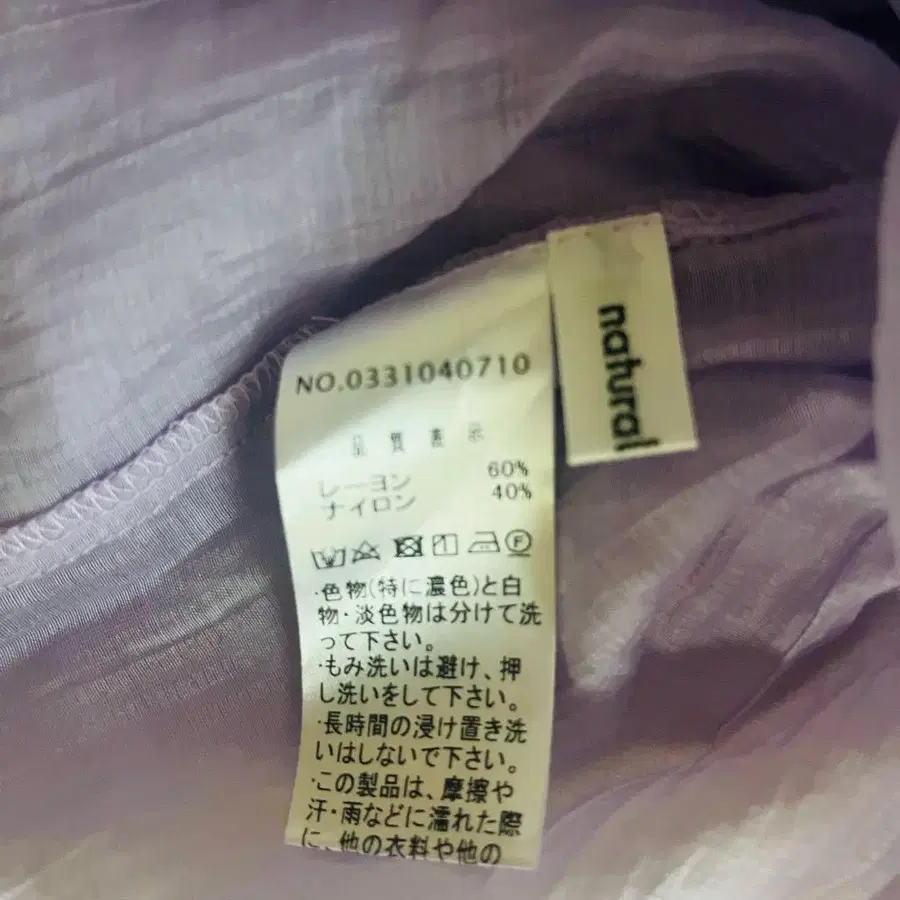 NO.0331040710
品質表示
レーヨン 60%
ナイロン 40%
・色物(特に濃色)と白
物・淡色物は分けて洗
って下さい。
・もみ洗いは避け、押
し洗いをして下さい。
・長時間の浸け置き洗
いはしないで下さい。
・この製品は、摩擦や
汗・雨などに濡れた際
に、他の衣料や他の
natural